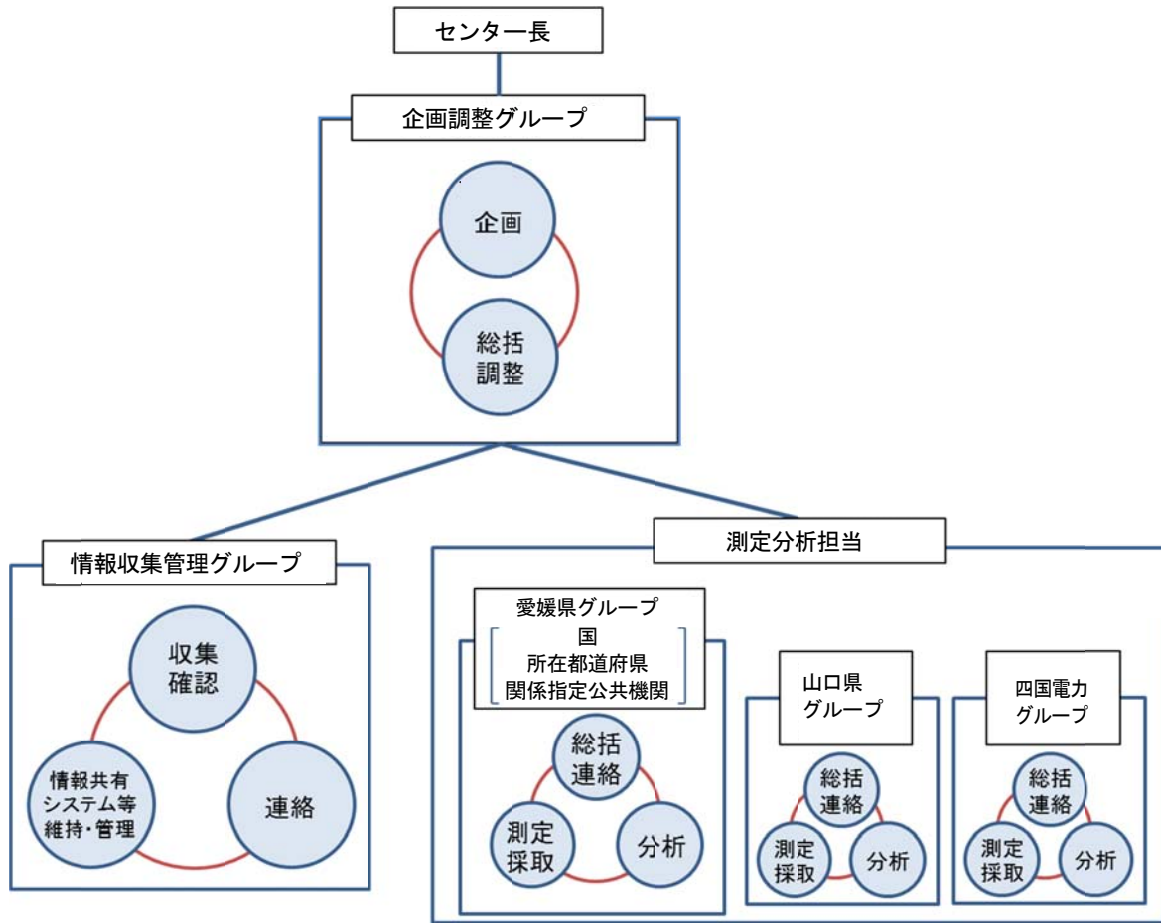 センター長
企画調整グループ
企画
総括
調整
情報収集管理グループ
収集
確認
情報共有
システム等
維持・管理
連絡
測定分析担当
愛媛県グループ
国
所在都道府県
関係指定公共機関
総括
連絡
測定
採取
分析
山口県
グループ
総括
連絡
測定
採取
分析
四国電力
グループ
総括
連絡
測定
採取
分析